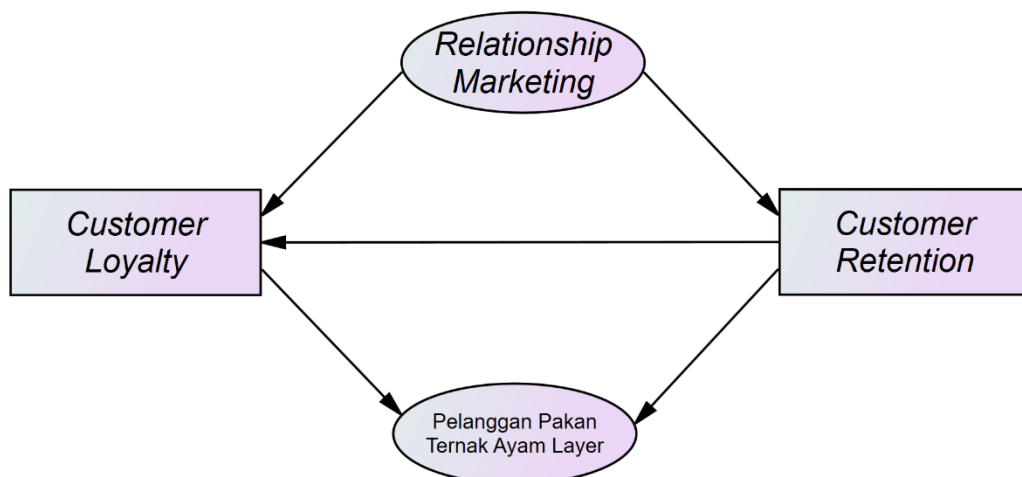 Relationship
Marketing
Customer
Loyalty
Customer
Retention
Pelanggan Pakan
Ternak Ayam Layer